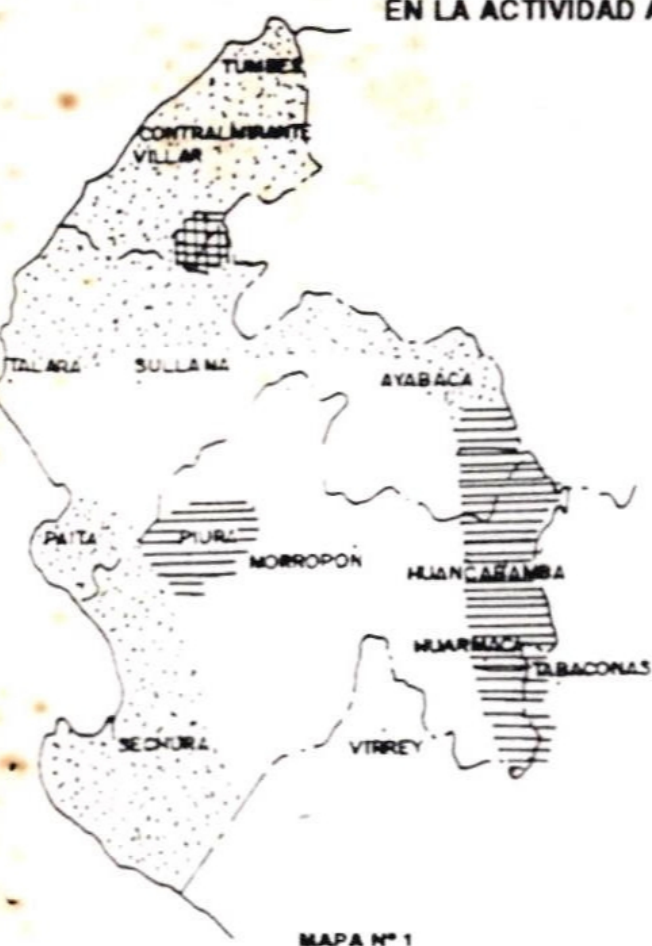 EN LA ACTIVIDAD A
TUMBES
CONTRALMIRANTE
VILLAR
TALARA
SULLANA
AYABACA
PAITA
PIURA
MORROPON
HUANCABAMBA
HUARMACA
TABACONAS
SECHURA
VIRREY
MAPA Nº 1